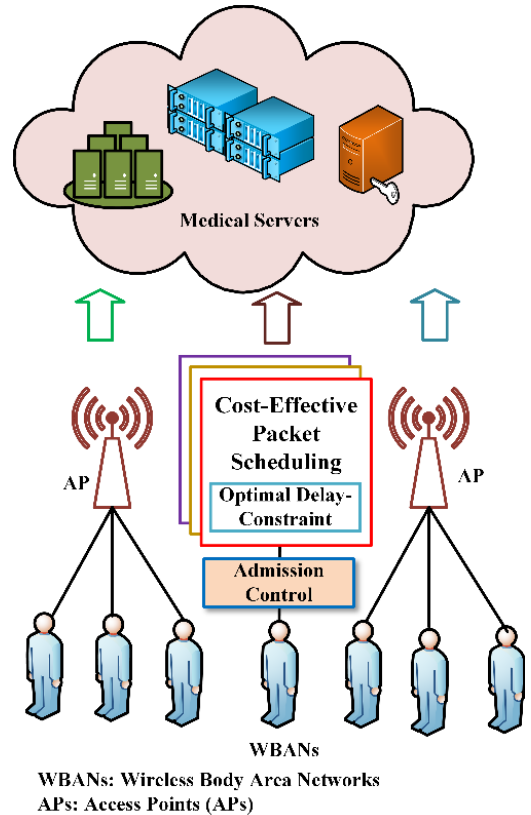 Medical Servers
Cost-Effective
Packet
Scheduling
Optimal Delay-
Constraint
AP
AP
Admission
Control
WBANs
WBANs: Wireless Body Area Networks
APs: Access Points (APs)